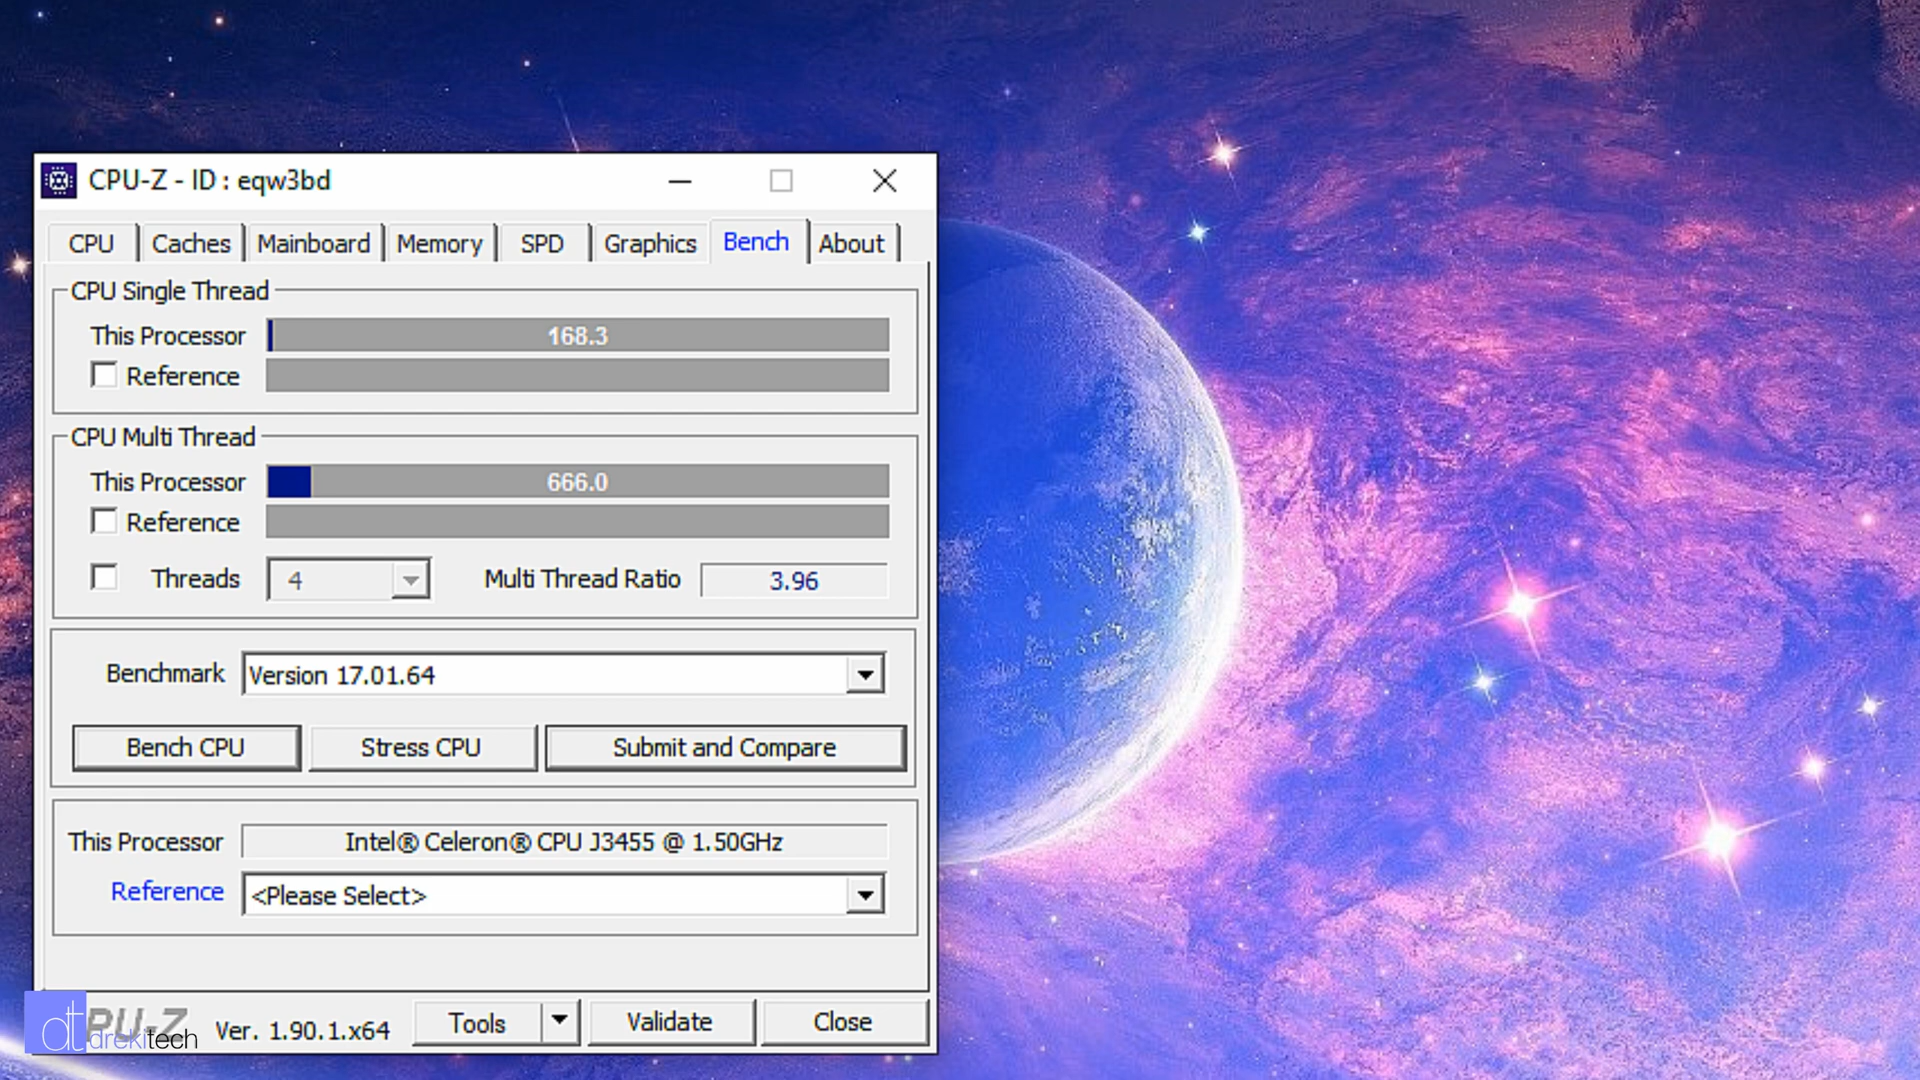 CPU-Z - ID : eqw3bd
CPU Caches Mainboard Memory SPD Graphics Bench About
CPU Single Thread
This Processor 168.3
Reference
CPU Multi Thread
This Processor 666.0
Reference
Threads 4 Multi Thread Ratio 3.96
Benchmark Version 17.01.64
Bench CPU Stress CPU Submit and Compare
This Processor Intel® Celeron® CPU J3455 @ 1.50GHz
Reference <Please Select>
dt drekitech PU-Z Ver. 1.90.1.x64 Tools Validate Close